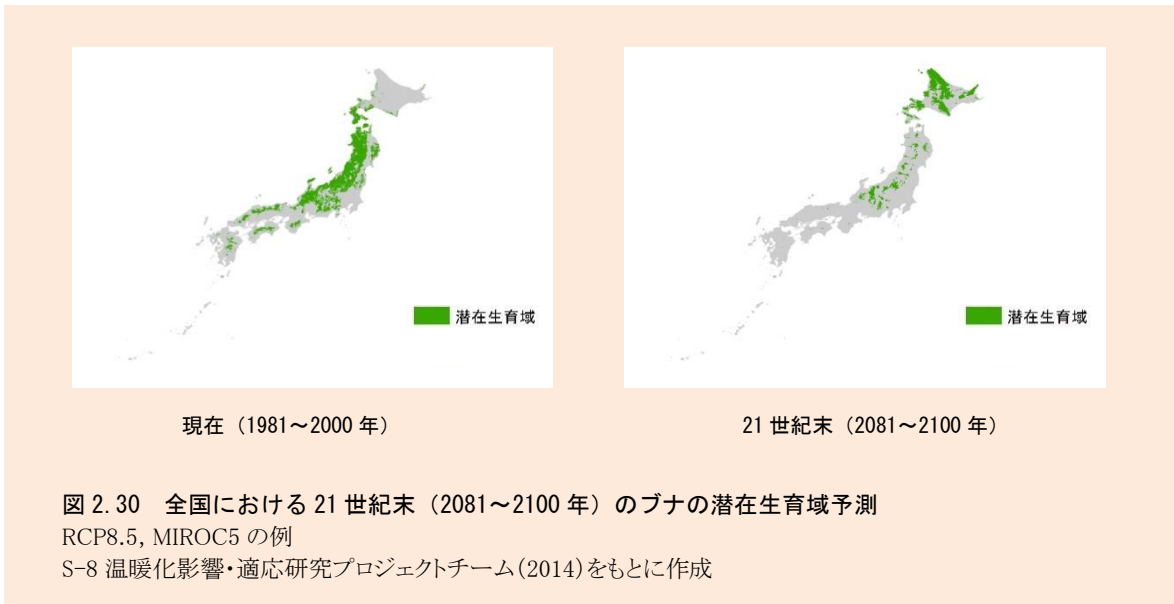 潜在生育域
潜在生育域
現在（1981～2000 年）
21 世紀末（2081～2100 年）
図 2.30　全国における 21 世紀末（2081～2100 年）のブナの潜在生育域予測
RCP8.5, MIROC5 の例
S-8 温暖化影響・適応研究プロジェクトチーム（2014）をもとに作成